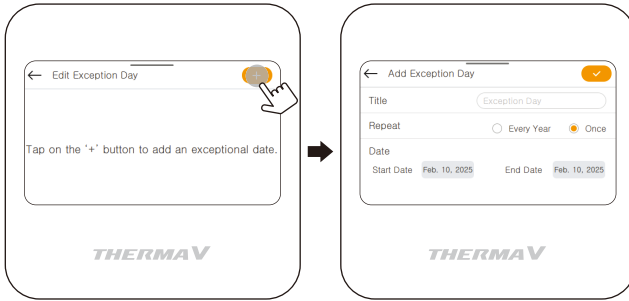 ← Edit Exception Day
+
Tap on the '+' button to add an exceptional date.
THERMA V
← Add Exception Day
Title
Exception Day
Repeat
Every Year
Once
Date
Start Date
Feb. 10, 2025
End Date
Feb. 10, 2025
THERMA V